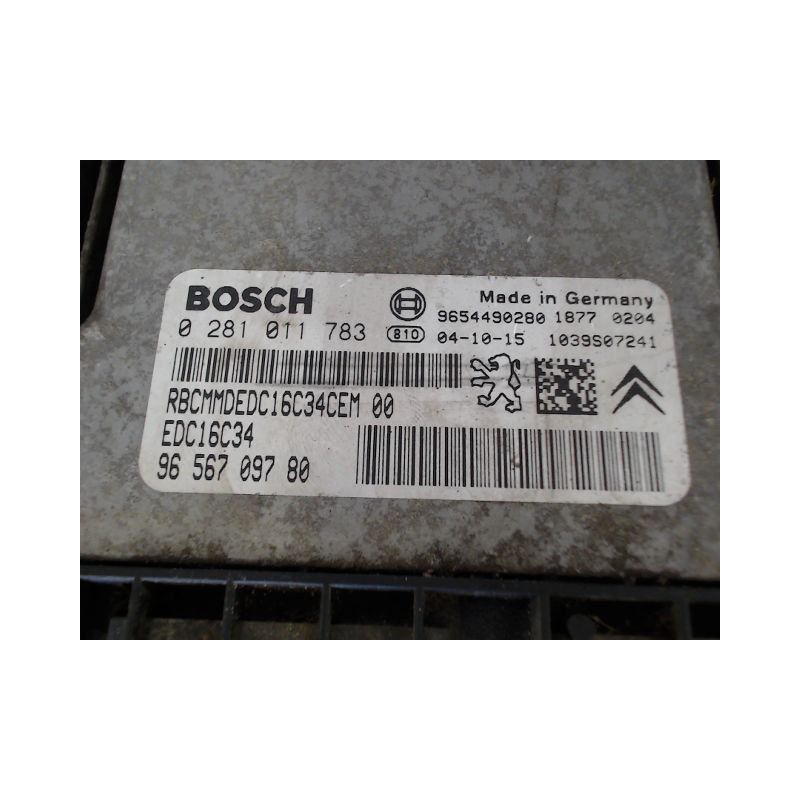 BOSCH
Made in Germany
9654490280 1877 0204
0 281 011 783
810
04-10-15 1039S07241
RBCMMDEDC16C34CEM 00
EDC16C34
96 567 097 80